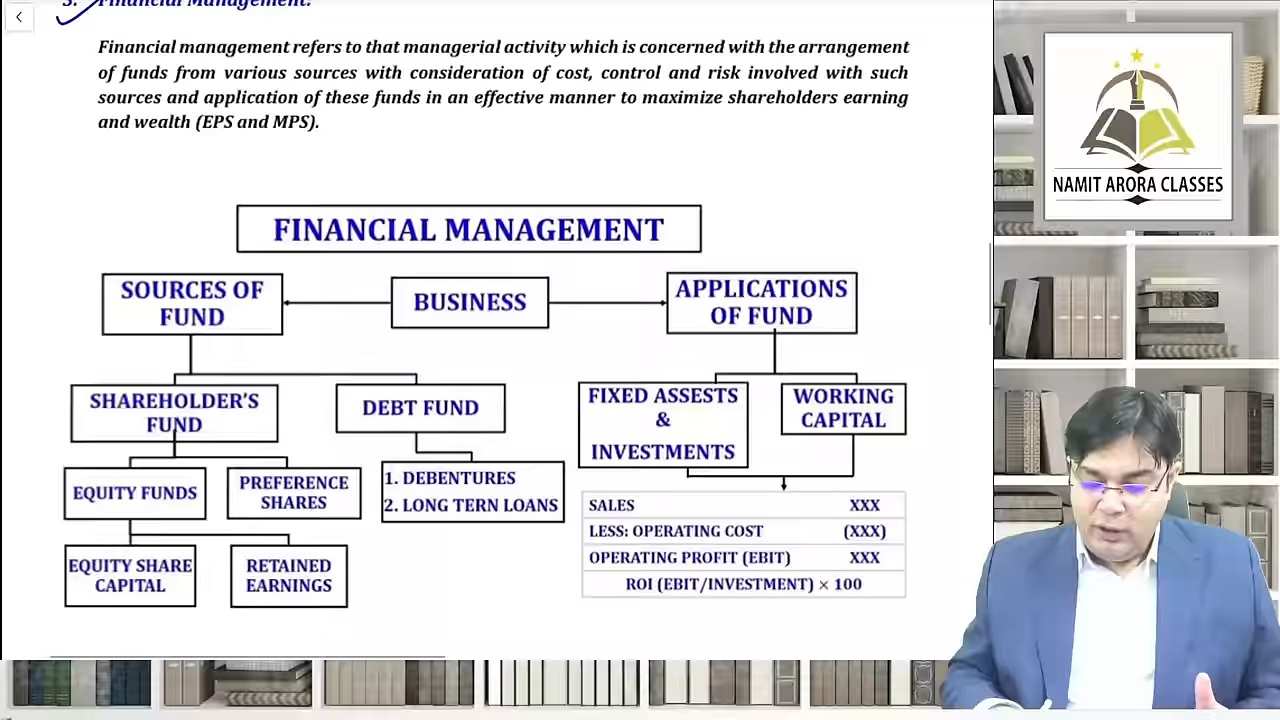 3. Financial Management:
Financial management refers to that managerial activity which is concerned with the arrangement
of funds from various sources with consideration of cost, control and risk involved with such
sources and application of these funds in an effective manner to maximize shareholders earning
and wealth (EPS and MPS).
NAMIT ARORA CLASSES
FINANCIAL MANAGEMENT
SOURCES OF
FUND
BUSINESS
APPLICATIONS
OF FUND
SHAREHOLDER'S
FUND
DEBT FUND
FIXED ASSESTS
&
INVESTMENTS
WORKING
CAPITAL
EQUITY FUNDS
PREFERENCE
SHARES
1. DEBENTURES
2. LONG TERN LOANS
EQUITY SHARE
CAPITAL
RETAINED
EARNINGS
SALES XXX
LESS: OPERATING COST (XXX)
OPERATING PROFIT (EBIT) XXX
ROI (EBIT/INVESTMENT) × 100